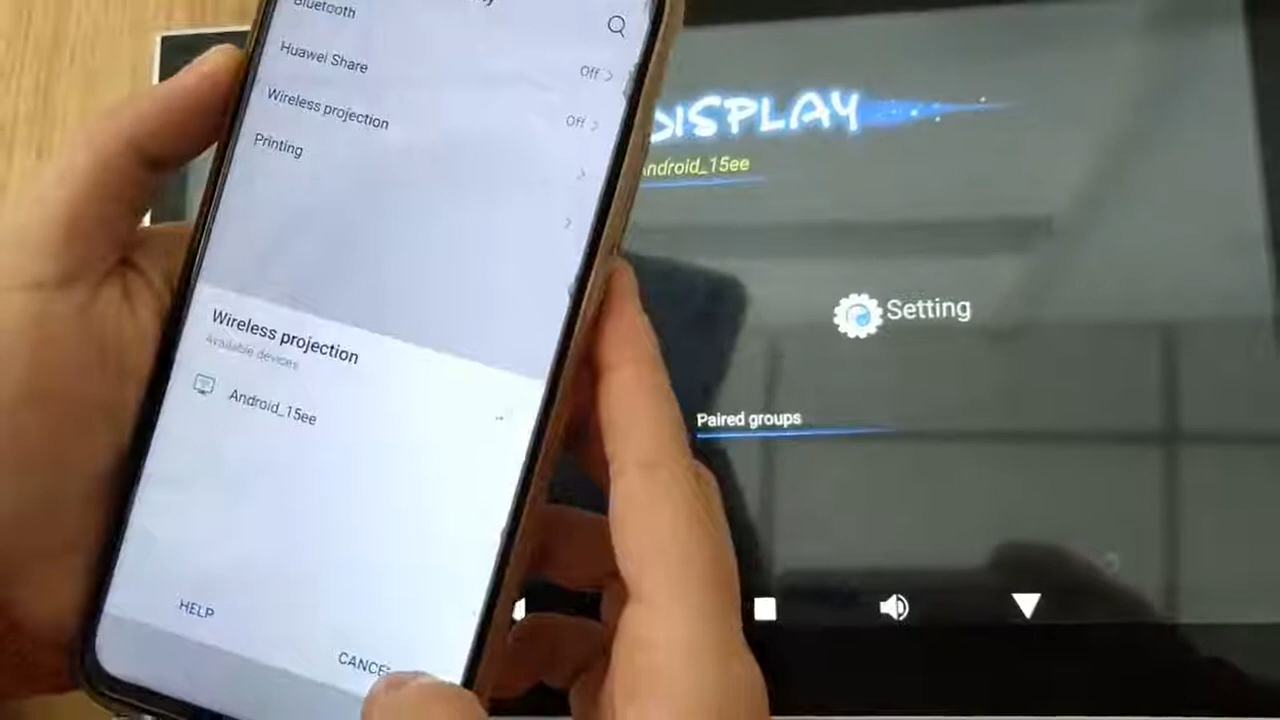 Bluetooth
Huawei Share
Off
Wireless projection
Off
Printing
Wireless projection
Available devices
Android_15ee
HELP
DISPLAY
Android_15ee
Setting
Paired groups